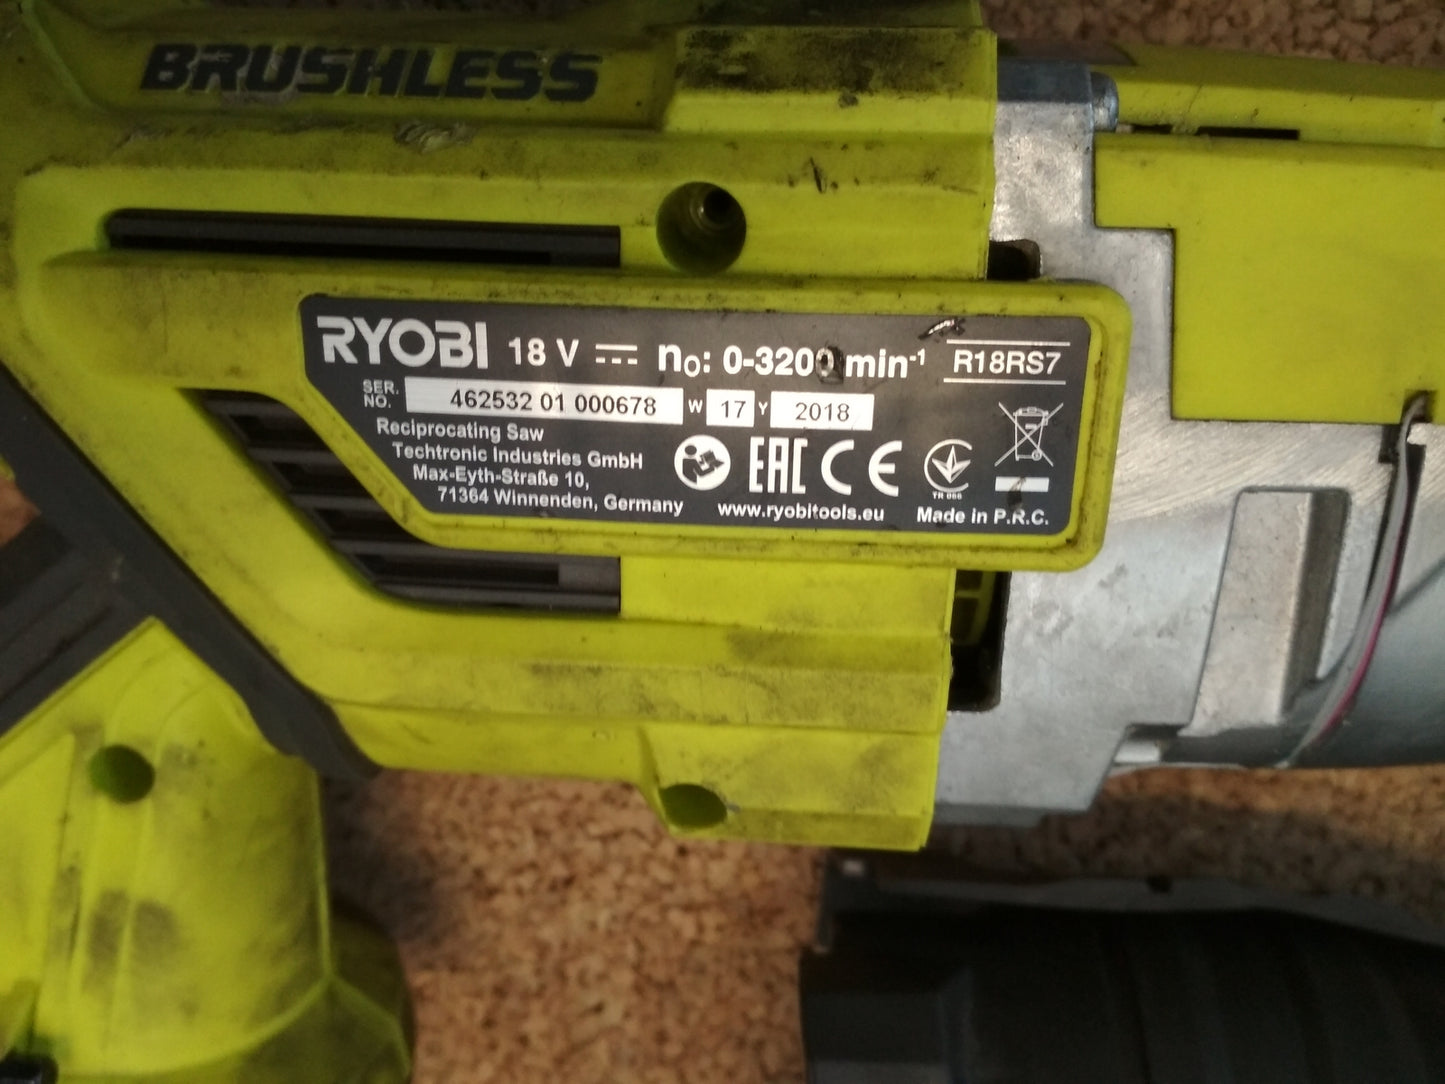 BRUSHLESS
RYOBI 18 V n₀: 0-3200 min⁻¹ R18RS7
SER. NO. 462532 01 000678 W 17 Y 2018
Reciprocating Saw
Techtronic Industries GmbH
Max-Eyth-Straße 10,
71364 Winnenden, Germany
EAC CE
TR 066
www.ryobitools.eu Made in P.R.C.